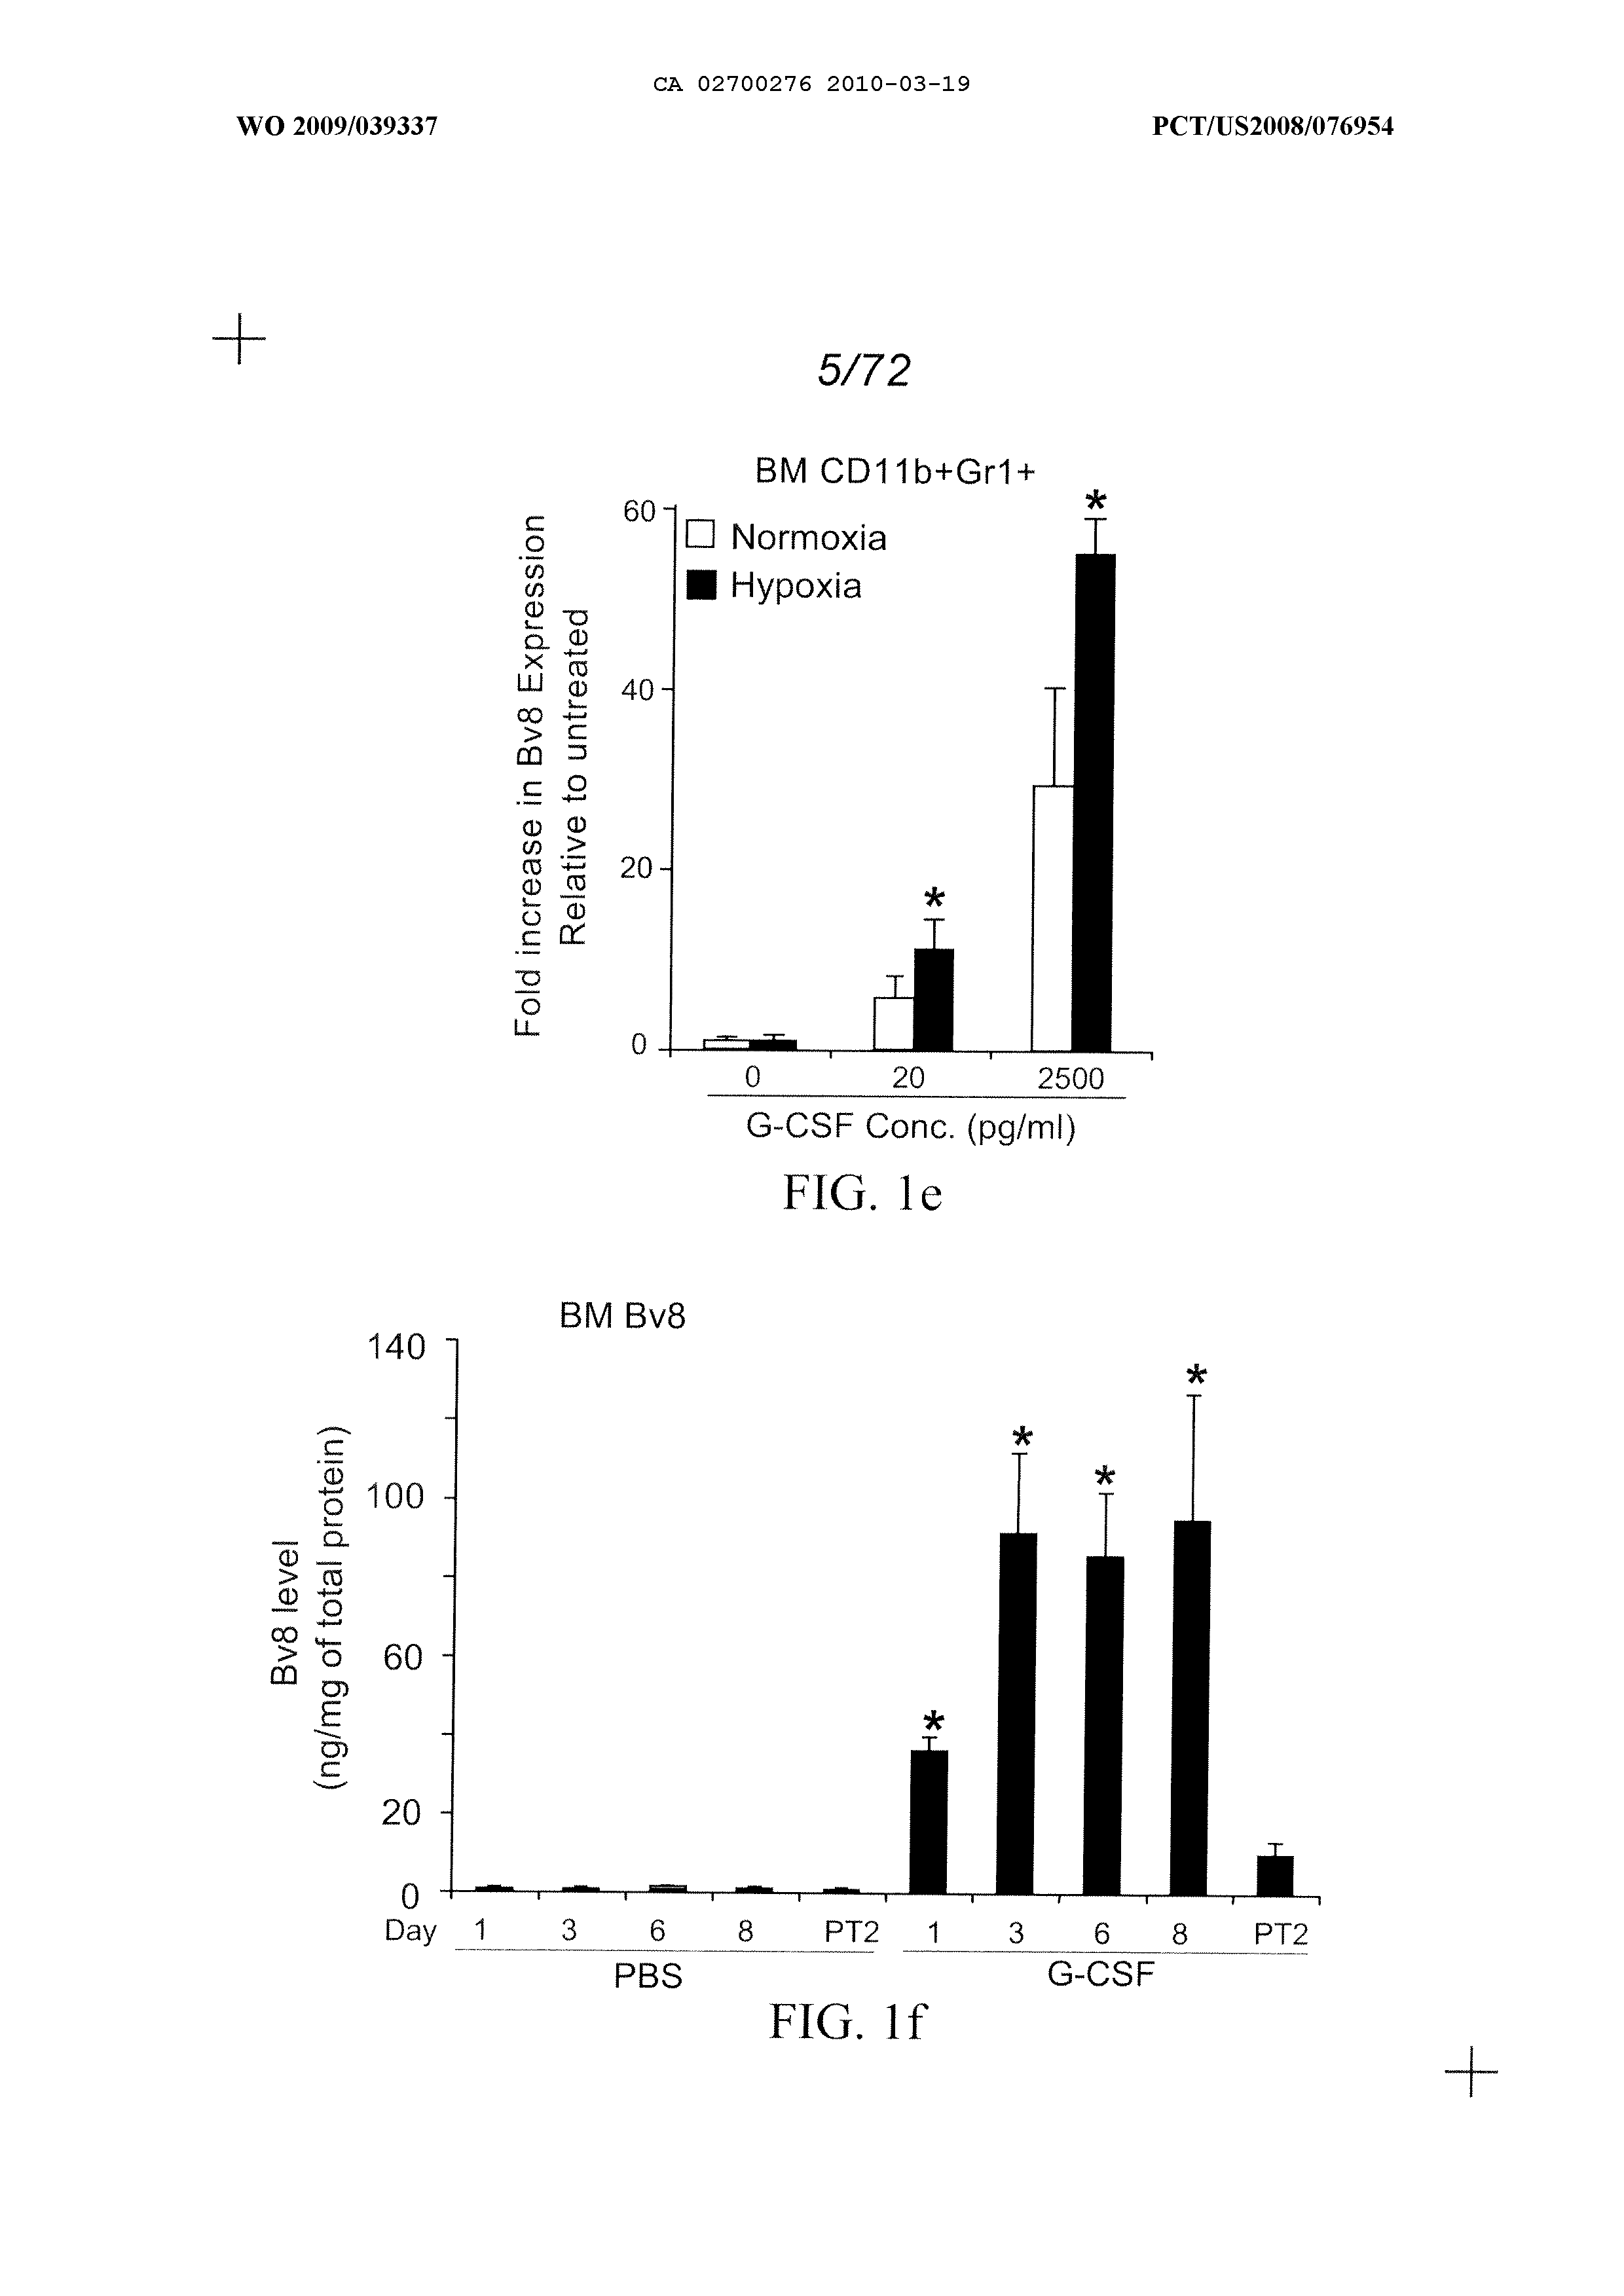 CA 02700276 2010-03-19
WO 2009/039337
PCT/US2008/076954
5/72
BM CD11b+Gr1+
Fold increase in Bv8 Expression
Relative to untreated
60
40
20
0
Normoxia
Hypoxia
*
*
0 20 2500
G-CSF Conc. (pg/ml)
FIG. 1e
BM Bv8
Bv8 level
(ng/mg of total protein)
140
100
60
20
0
*
*
*
*
Day 1 3 6 8 PT2 1 3 6 8 PT2
PBS G-CSF
FIG. 1f